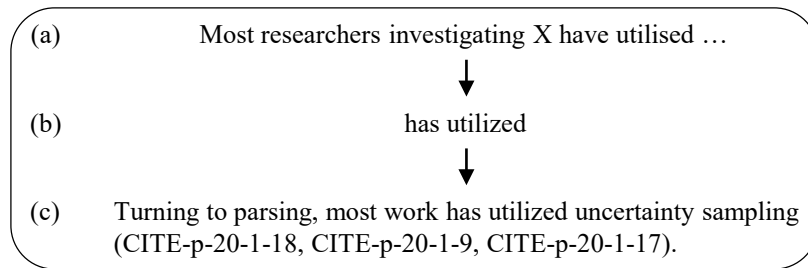 (a) Most researchers investigating X have utilised …
(b) has utilized
(c) Turning to parsing, most work has utilized uncertainty sampling
(CITE-p-20-1-18, CITE-p-20-1-9, CITE-p-20-1-17).